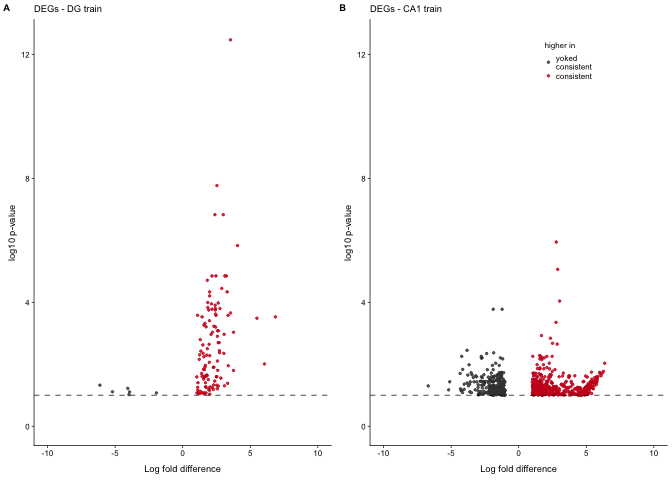 A
DEGs - DG train
12
8
4
0
log10 p-value
-10
-5
0
5
10
Log fold difference
B
DEGs - CA1 train
higher in
yoked
consistent
consistent
12
8
4
0
log10 p-value
-10
-5
0
5
10
Log fold difference